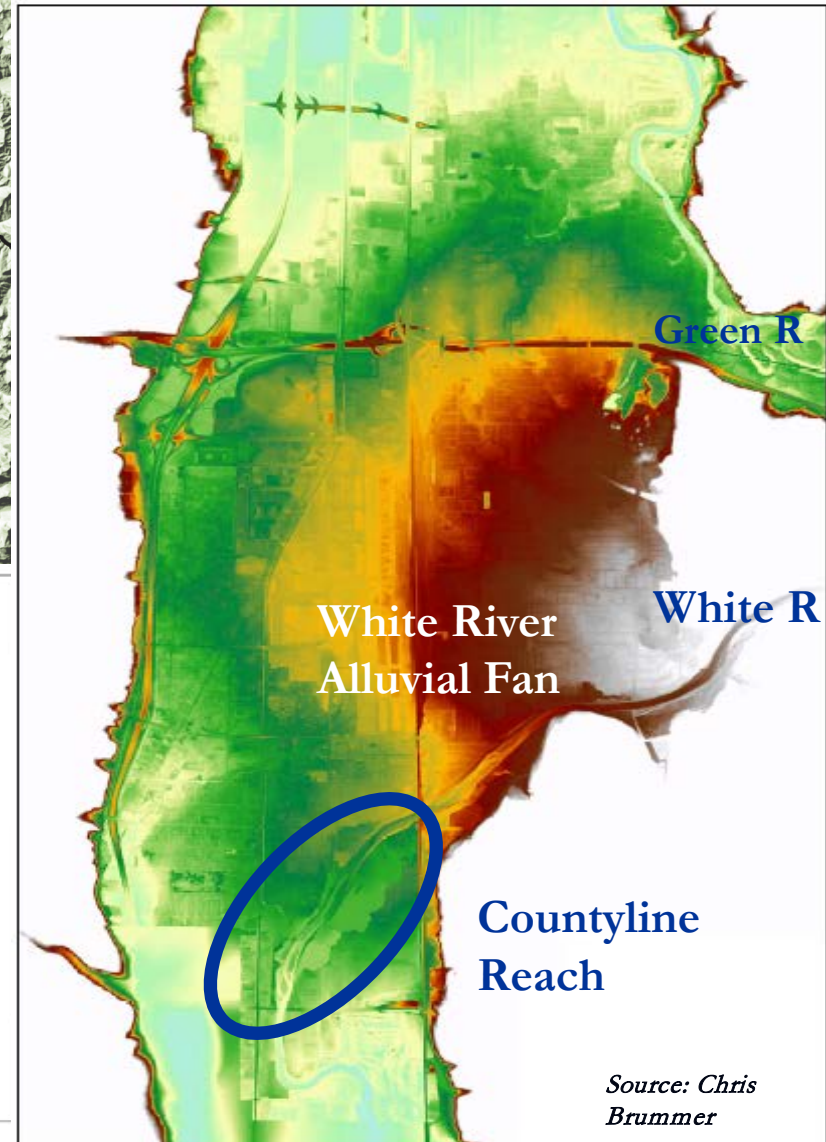 Green R
White R
White River
Alluvial Fan
Countyline
Reach
Source: Chris
Brummer